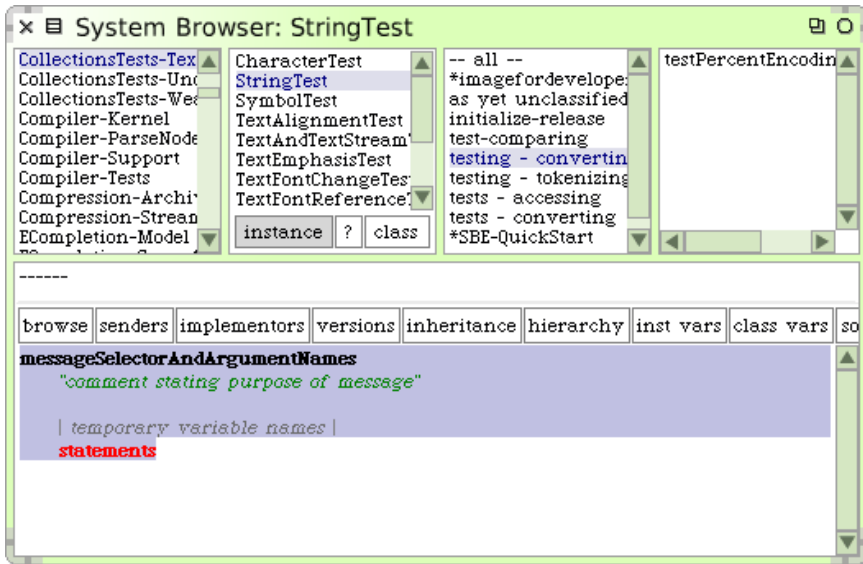 System Browser: StringTest
CollectionsTests-Tex
CollectionsTests-Unc
CollectionsTests-Wea
Compiler-Kernel
Compiler-ParseNode
Compiler-Support
Compiler-Tests
Compression-Archiv
Compression-Stream
ECompletion-Model
CharacterTest
StringTest
SymbolTest
TextAlignmentTest
TextAndTextStream
TextEmphasisTest
TextFontChangeTes
TextFontReference
instance ? class
-- all --
*imagefordevelope
as yet unclassified
initialize-release
test-comparing
testing - convertin
testing - tokenizing
tests - accessing
tests - converting
*SBE-QuickStart
testPercentEncodin
------
browse senders implementors versions inheritance hierarchy inst vars class vars so
messageSelectorAndArgumentNames
"comment stating purpose of message"
| temporary variable names |
statements